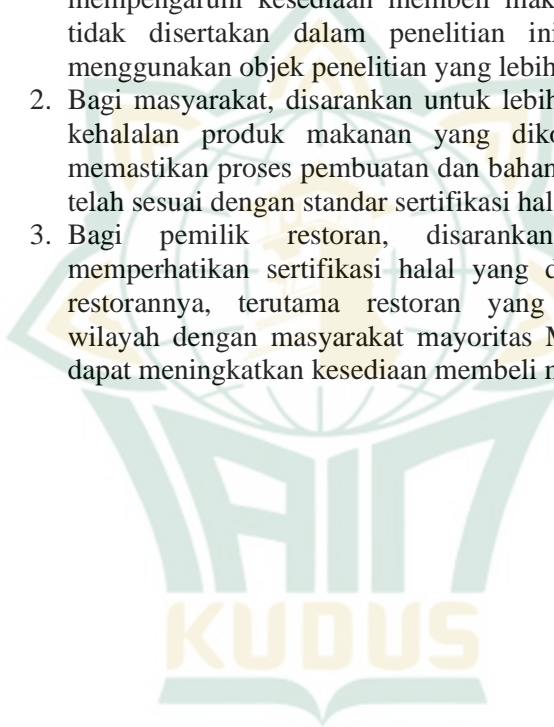 mempengaruhi kesediaan membeli mak
tidak disertakan dalam penelitian ini
menggunakan objek penelitian yang lebih
2. Bagi masyarakat, disarankan untuk lebih
kehalalan produk makanan yang diko
memastikan proses pembuatan dan bahan
telah sesuai dengan standar sertifikasi hal
3. Bagi pemilik restoran, disarankan
memperhatikan sertifikasi halal yang d
restorannya, terutama restoran yang
wilayah dengan masyarakat mayoritas M
dapat meningkatkan kesediaan membeli m
IAIN
KUDUS